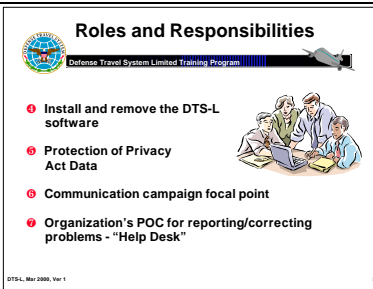 Roles and Responsibilities
Defense Travel System Limited Training Program
❹ Install and remove the DTS-L
software
❺ Protection of Privacy
Act Data
❻ Communication campaign focal point
❼ Organization's POC for reporting/correcting
problems - "Help Desk"
DTS-L, Mar 2000, Ver 1